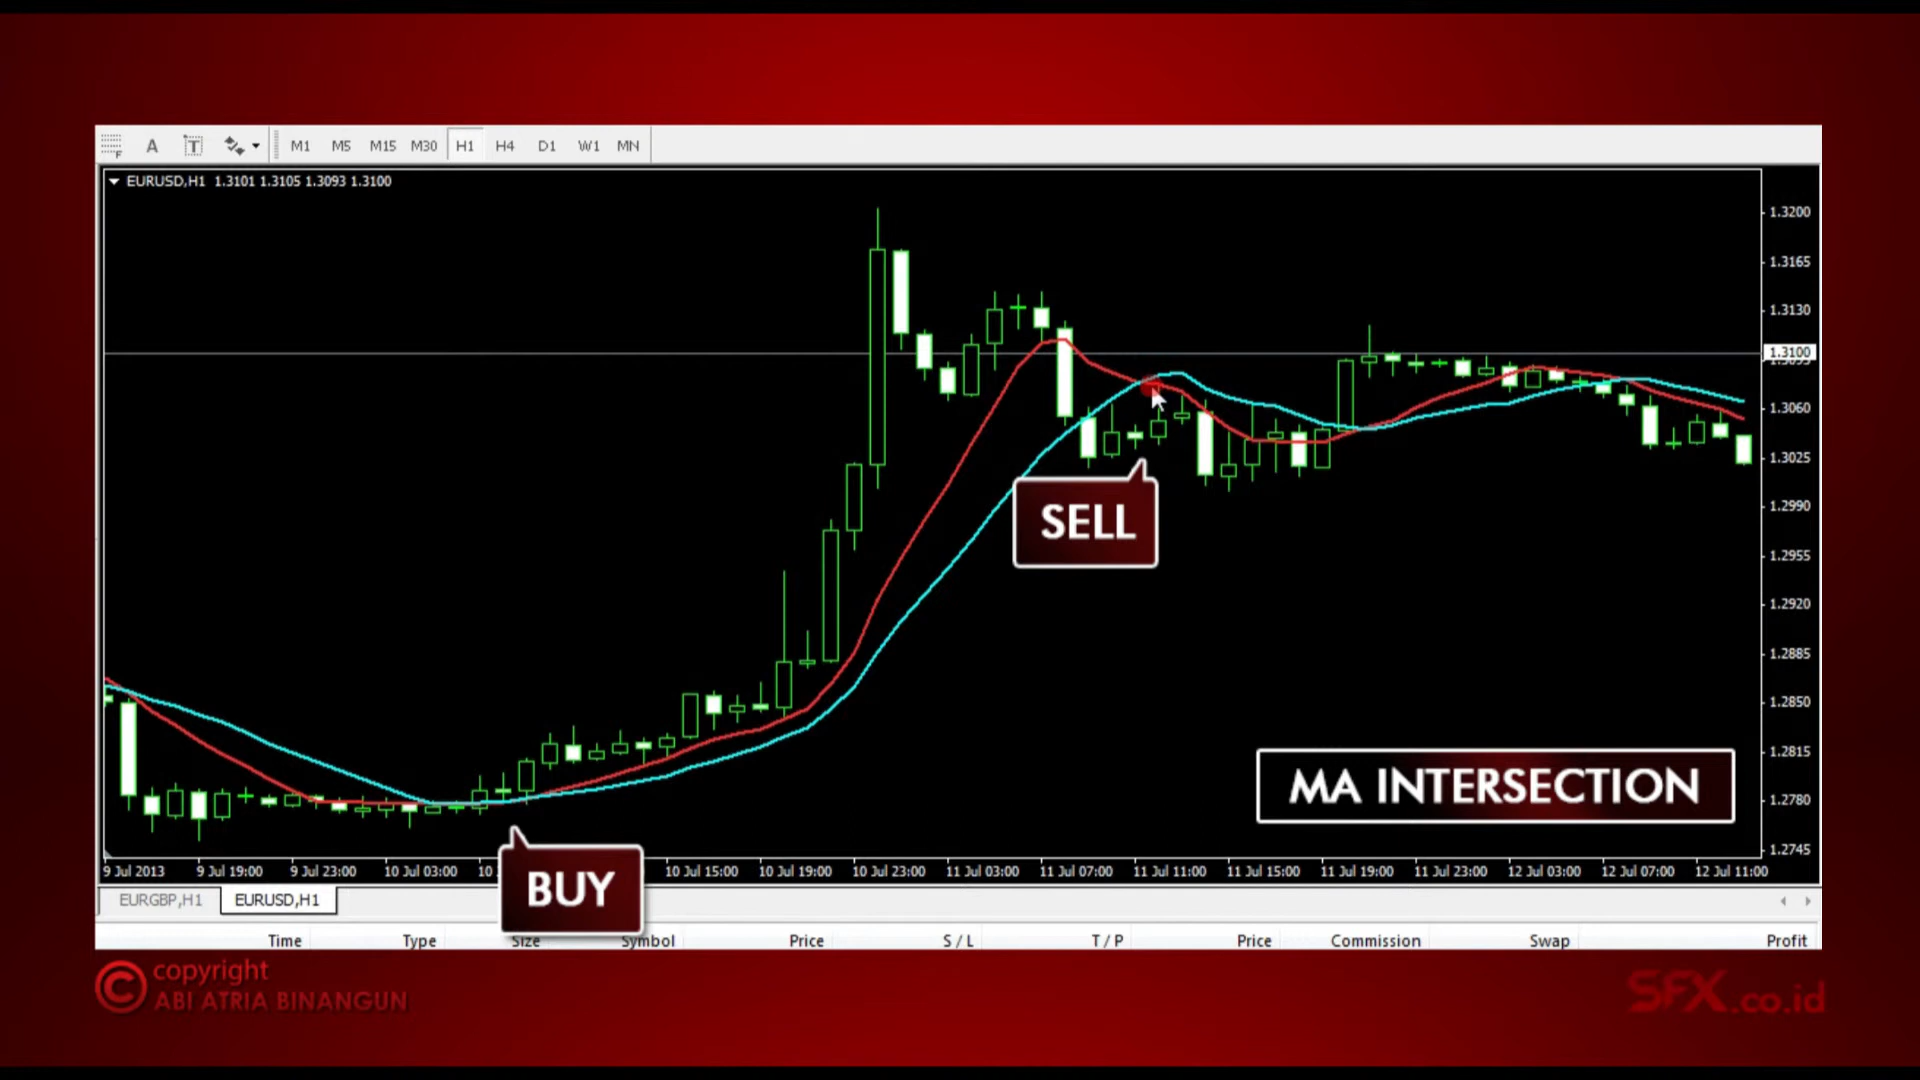 F A T M1 M5 M15 M30 H1 H4 D1 W1 MN
EURUSD,H1 1.3101 1.3105 1.3093 1.3100
1.3200
1.3165
1.3130
1.3100
1.3060
1.3025
1.2990
1.2955
1.2920
1.2885
1.2850
1.2815
1.2780
1.2745
SELL
MA INTERSECTION
BUY
9 Jul 2013 9 Jul 19:00 9 Jul 23:00 10 Jul 03:00 10 Jul 15:00 10 Jul 19:00 10 Jul 23:00 11 Jul 03:00 11 Jul 07:00 11 Jul 11:00 11 Jul 15:00 11 Jul 19:00 11 Jul 23:00 12 Jul 03:00 12 Jul 07:00 12 Jul 11:00
EURGBP,H1 EURUSD,H1
Time Type Size Symbol Price S / L T / P Price Commission Swap Profit
© copyright
ABI ATRIA BINANGUN
SFX.co.id